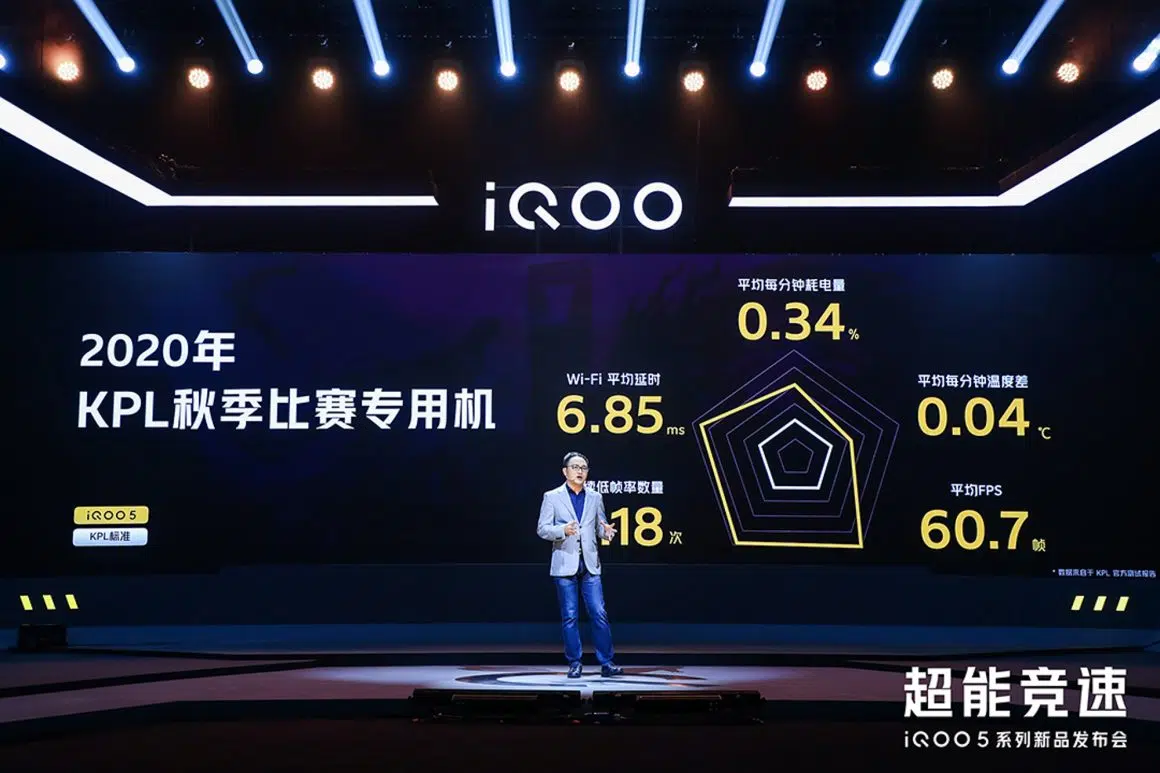 iQOO
2020年
KPL秋季比赛专用机
iQOO 5
KPL标准
平均每分钟耗电量
0.34%
Wi-Fi 平均延时
6.85ms
平均每分钟温度差
0.04℃
低帧率数量
.18次
平均FPS
60.7帧
* 数据来自于 KPL 官方测试报告
超能竞速
iQOO 5 系列新品发布会